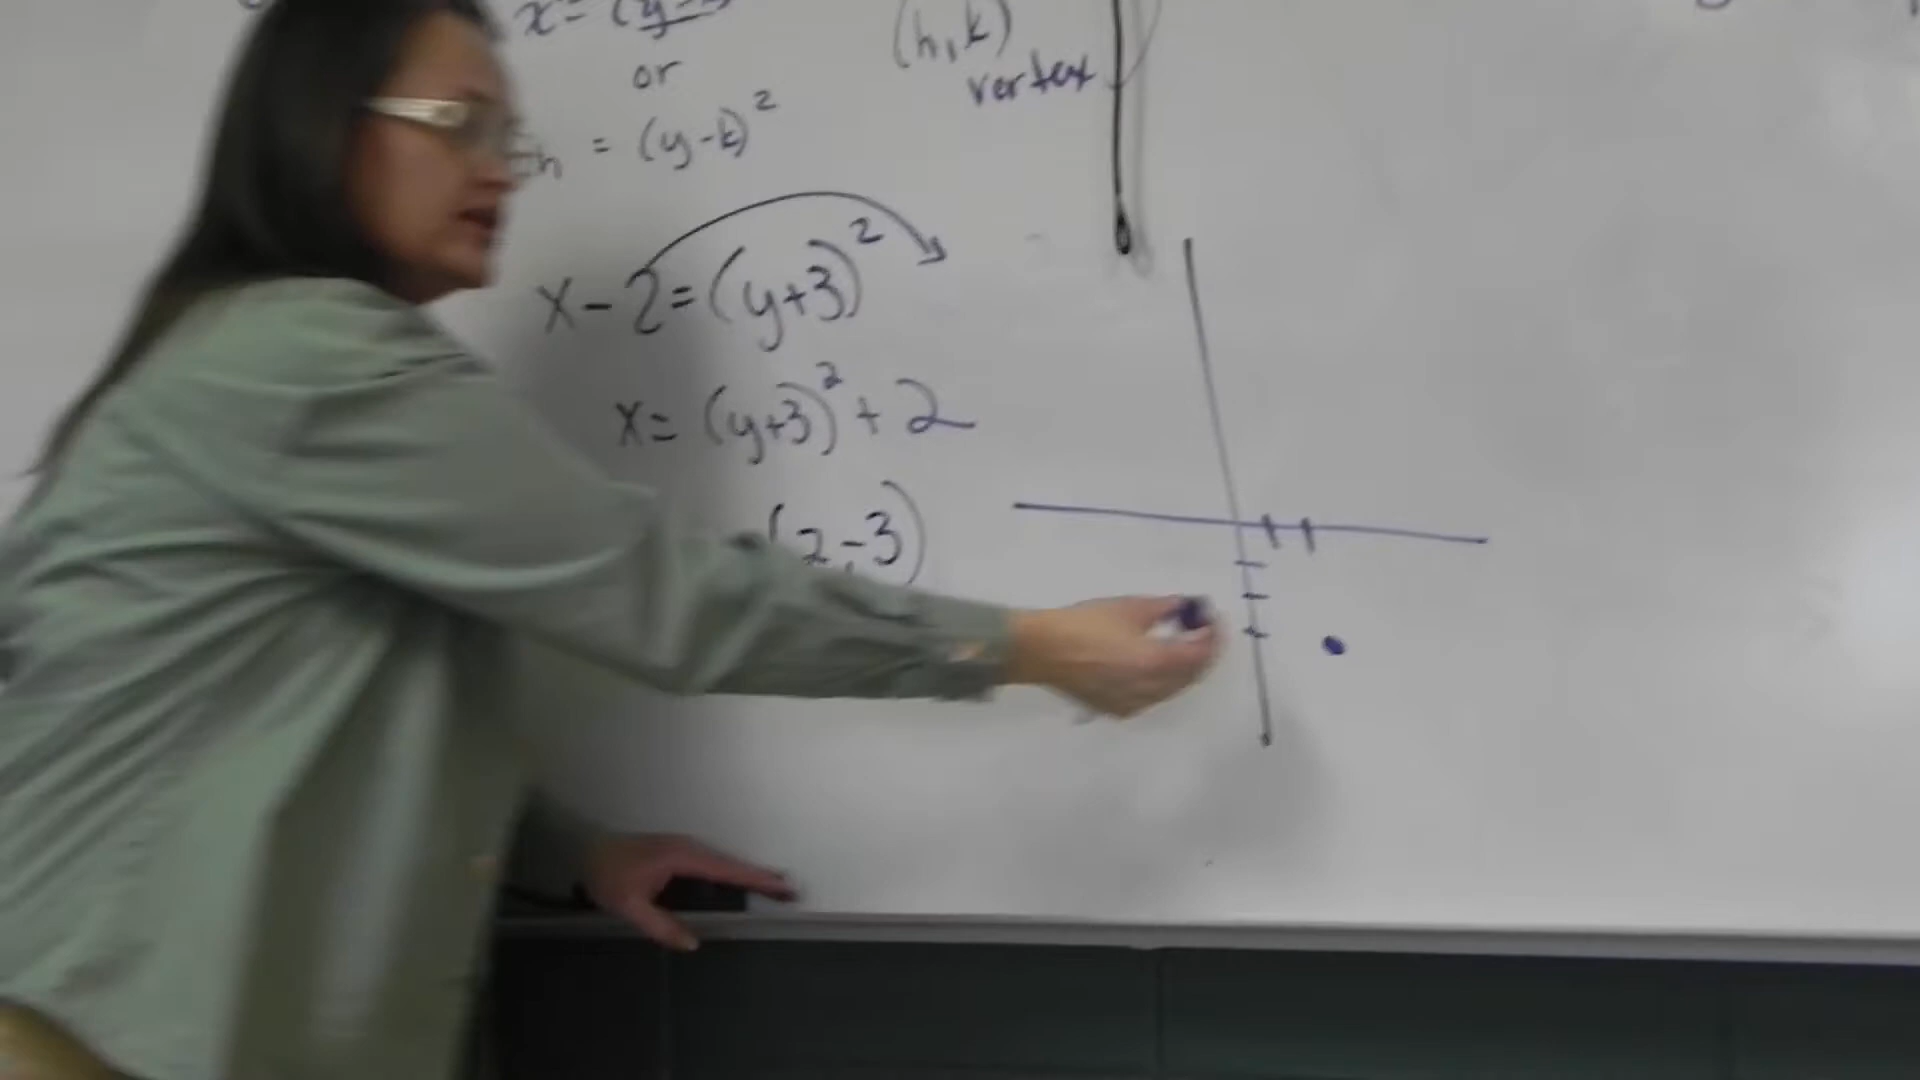 (h, k)
vertex
or
h = (y-k)²
x-2=(y+3)²
x= (y+3)² + 2
(2,-3)